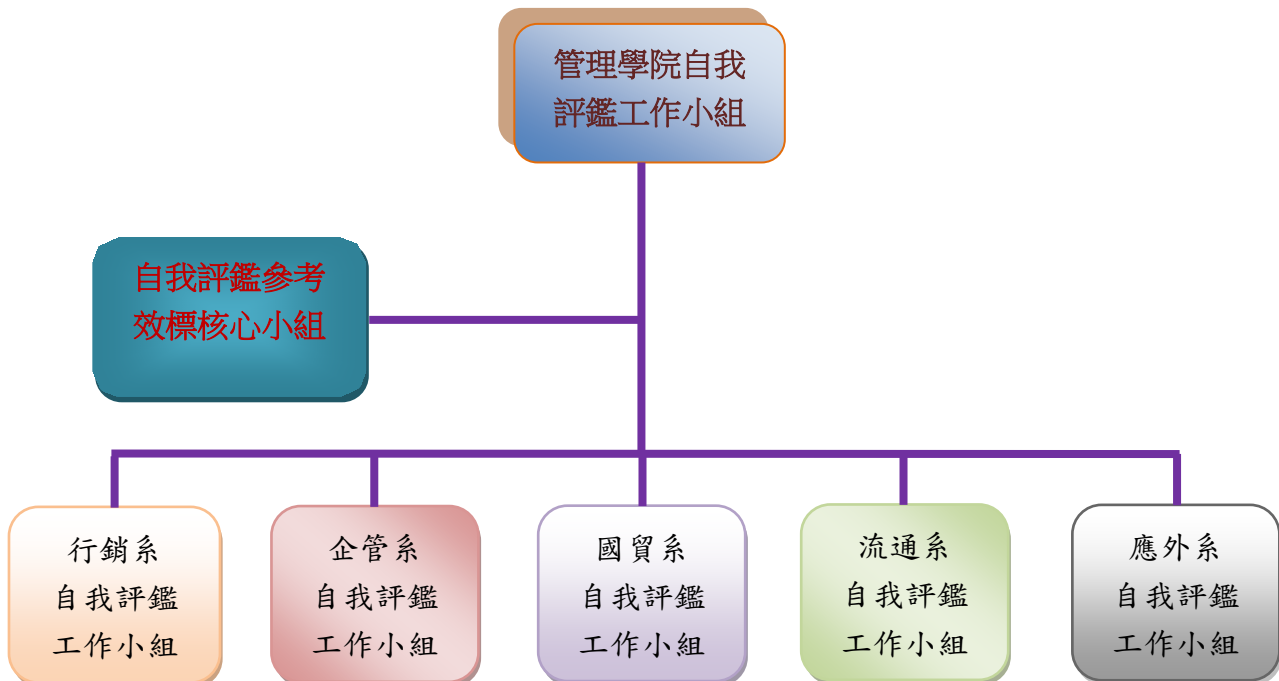 管理學院自我
評鑑工作小組
自我評鑑參考
效標核心小組
行銷系
自我評鑑
工作小組
企管系
自我評鑑
工作小組
國貿系
自我評鑑
工作小組
流通系
自我評鑑
工作小組
應外系
自我評鑑
工作小組